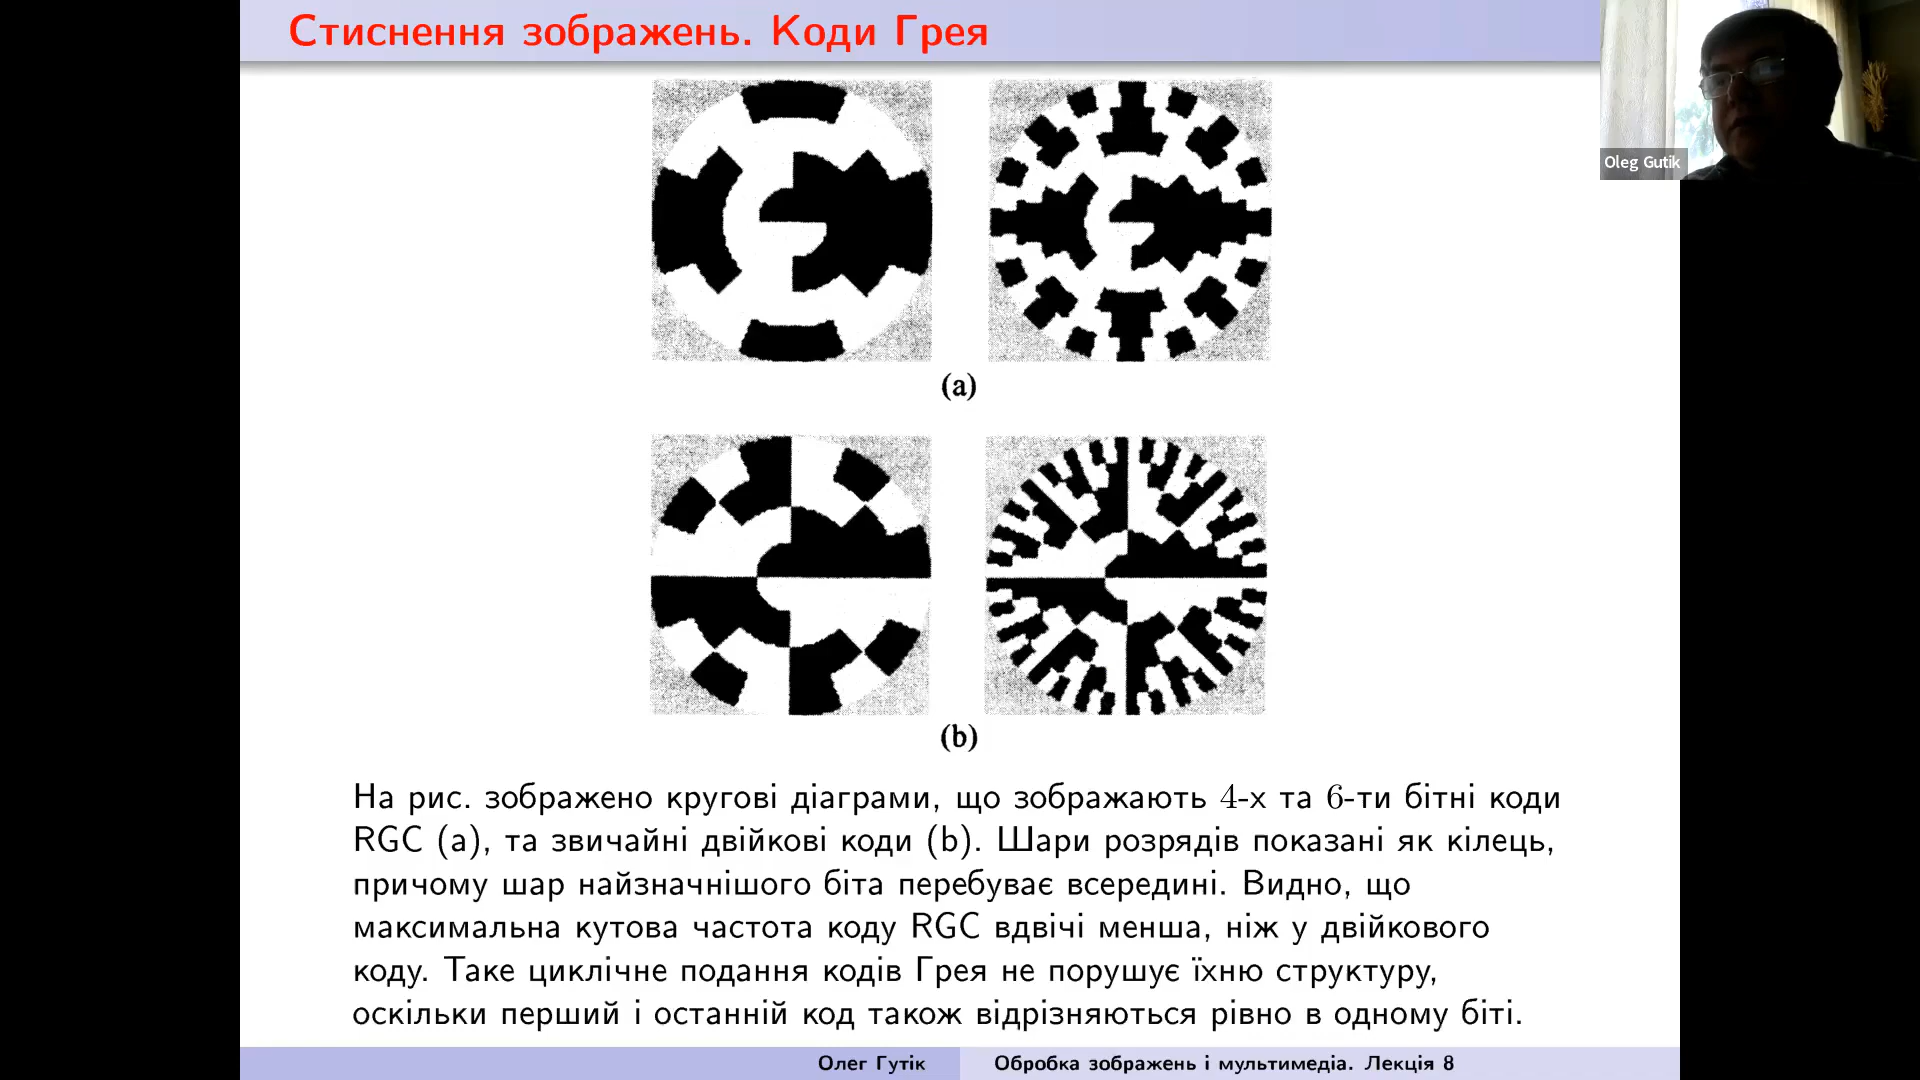 Стиснення зображень. Коди Грея
Oleg Gutik
(a)
(b)
На рис. зображено кругові діаграми, що зображають 4-х та 6-ти бітні коди
RGC (a), та звичайні двійкові коди (b). Шари розрядів показані як кілець,
причому шар найзначнішого біта перебуває всередині. Видно, що
максимальна кутова частота коду RGC вдвічі менша, ніж у двійкового
коду. Таке циклічне подання кодів Грея не порушує їхню структуру,
оскільки перший і останній код також відрізняються рівно в одному біті.
Олег Гутік
Обробка зображень і мультимедіа. Лекція 8